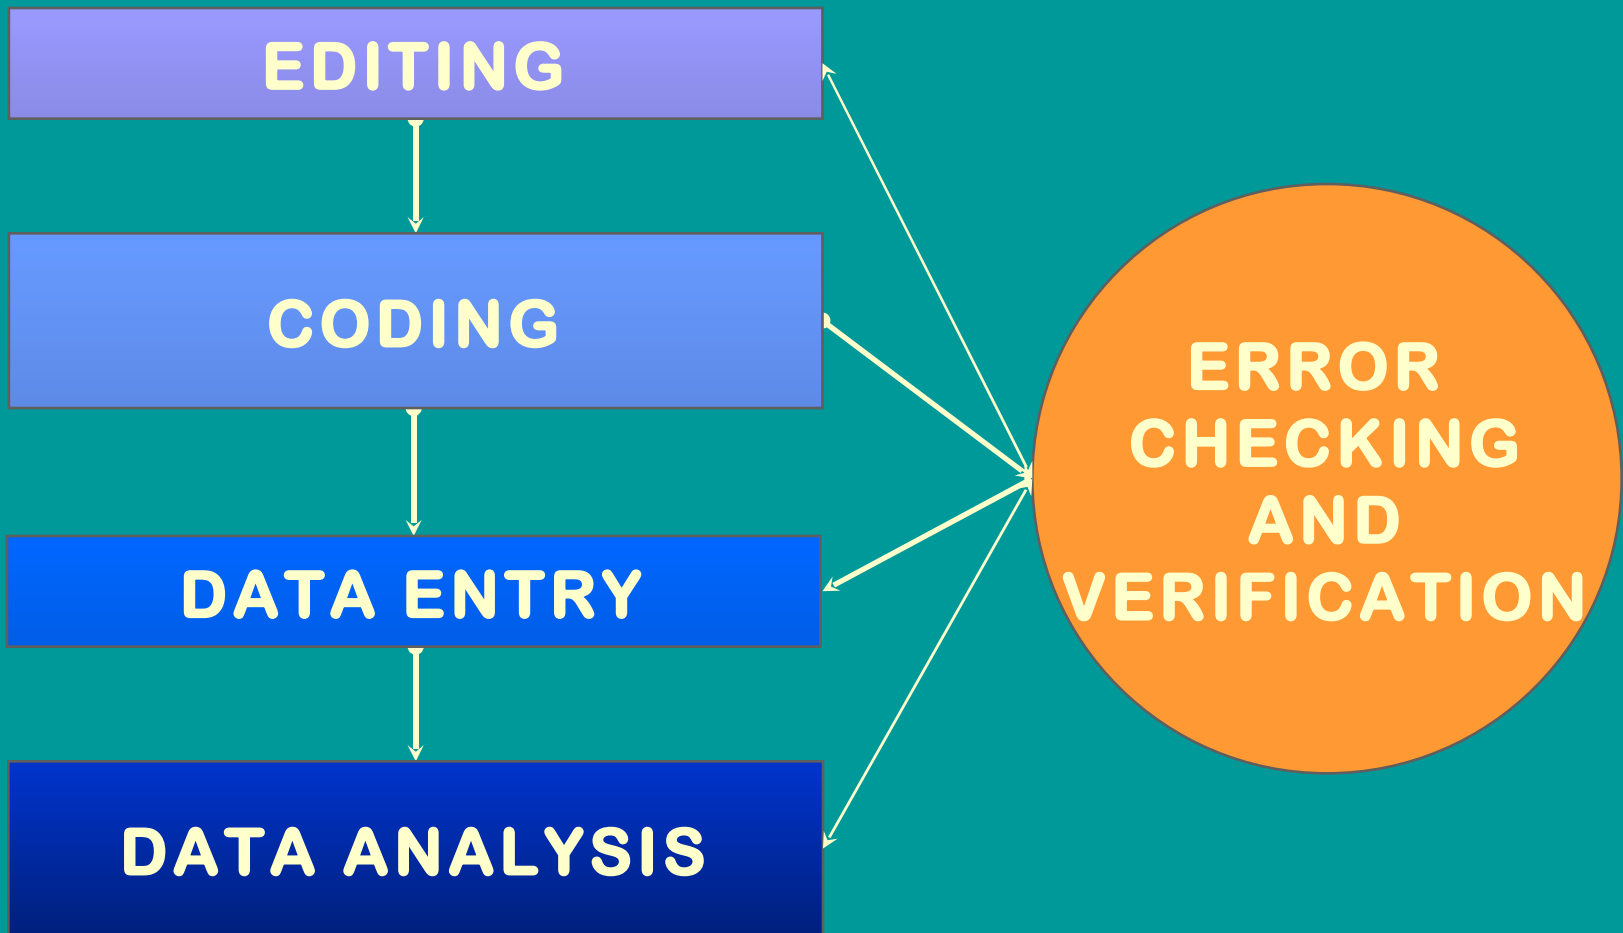 EDITING
CODING
DATA ENTRY
DATA ANALYSIS
ERROR
CHECKING
AND
VERIFICATION